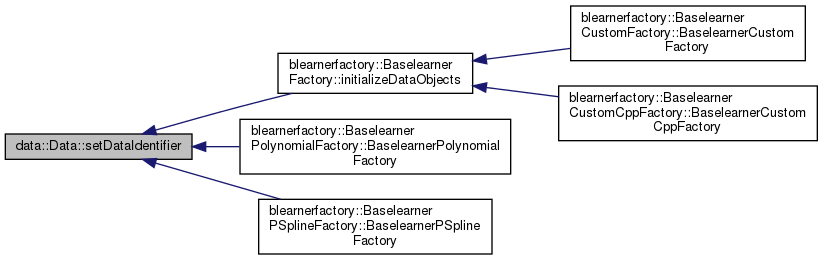 blearnerfactory::Baselearner
CustomFactory::BaselearnerCustom
Factory
blearnerfactory::Baselearner
Factory::initializeDataObjects
blearnerfactory::Baselearner
CustomCppFactory::BaselearnerCustom
CppFactory
data::Data::setDataIdentifier
blearnerfactory::Baselearner
PolynomialFactory::BaselearnerPolynomial
Factory
blearnerfactory::Baselearner
PSplineFactory::BaselearnerPSpline
Factory